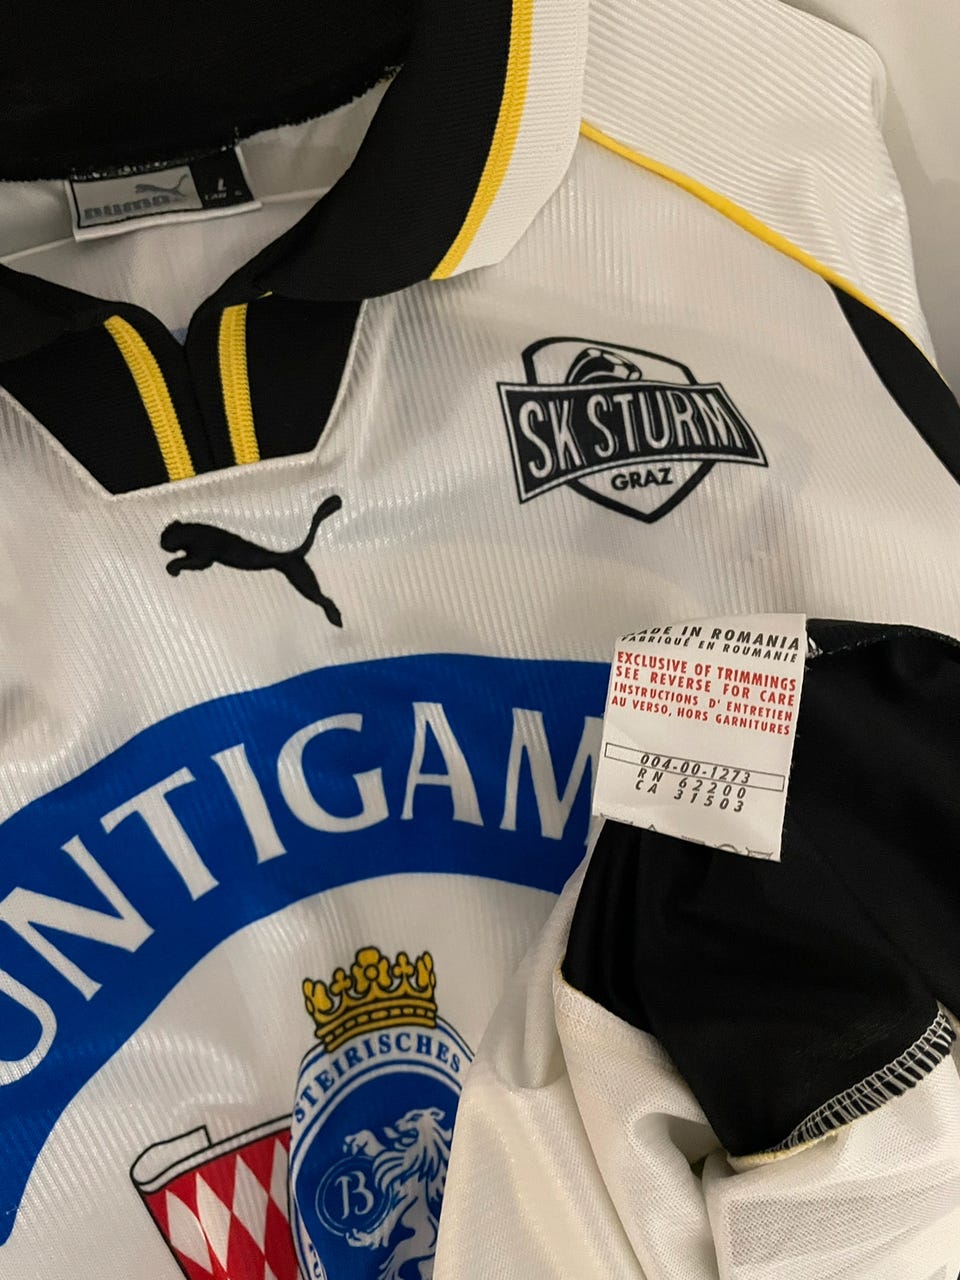 PUMA
L
SK STURM
GRAZ
MADE IN ROMANIA
FABRIQUÉ EN ROUMANIE
EXCLUSIVE OF TRIMMINGS
SEE REVERSE FOR CARE
INSTRUCTIONS D' ENTRETIEN
AU VERSO, HORS GARNITURES
004-00-1273
RN 62200
CA 31503
UNTIGAM
STEIRISCHES
B